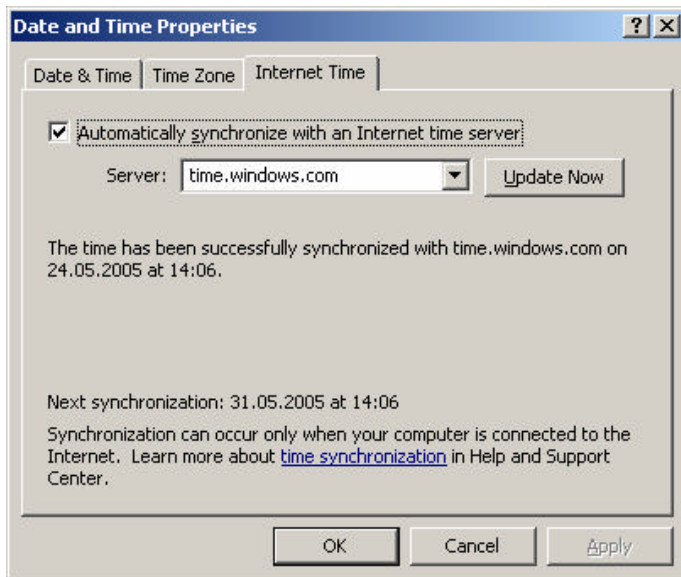 Date and Time Properties
Date & Time
Time Zone
Internet Time
Automatically synchronize with an Internet time server
Server:
time.windows.com
Update Now
The time has been successfully synchronized with time.windows.com on
24.05.2005 at 14:06.
Next synchronization: 31.05.2005 at 14:06
Synchronization can occur only when your computer is connected to the
Internet. Learn more about time synchronization in Help and Support
Center.
OK
Cancel
Apply